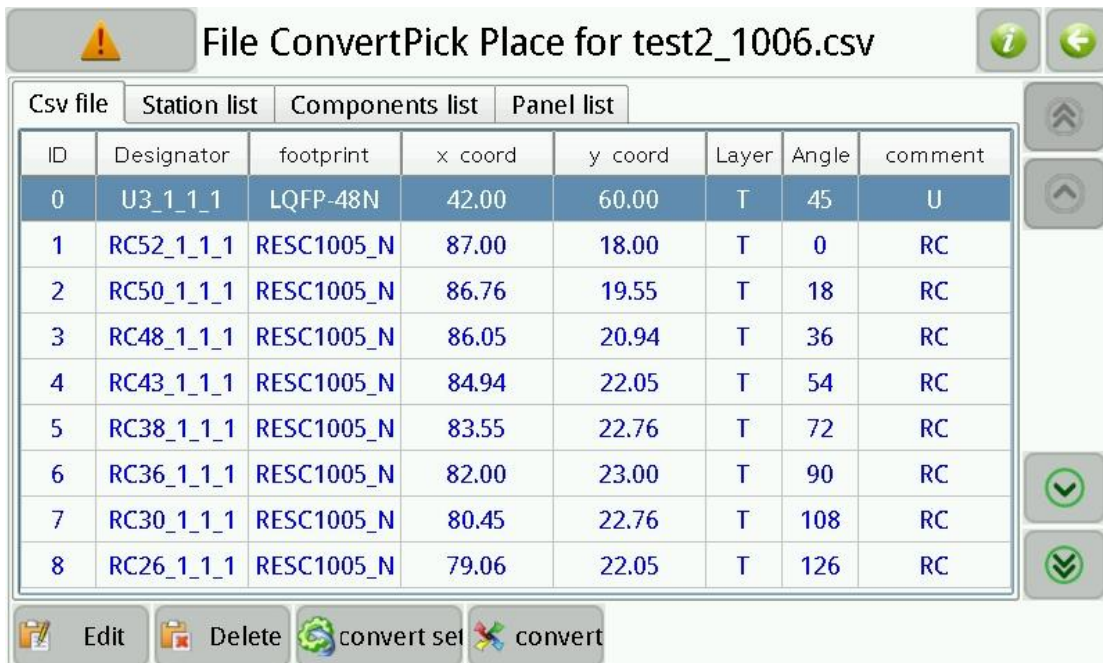 File ConvertPick Place for test2_1006.csv
Csv file Station list Components list Panel list
ID Designator footprint x coord y coord Layer Angle comment
0 U3_1_1_1 LQFP-48N 42.00 60.00 T 45 U
1 RC52_1_1_1 RESC1005_N 87.00 18.00 T 0 RC
2 RC50_1_1_1 RESC1005_N 86.76 19.55 T 18 RC
3 RC48_1_1_1 RESC1005_N 86.05 20.94 T 36 RC
4 RC43_1_1_1 RESC1005_N 84.94 22.05 T 54 RC
5 RC38_1_1_1 RESC1005_N 83.55 22.76 T 72 RC
6 RC36_1_1_1 RESC1005_N 82.00 23.00 T 90 RC
7 RC30_1_1_1 RESC1005_N 80.45 22.76 T 108 RC
8 RC26_1_1_1 RESC1005_N 79.06 22.05 T 126 RC
Edit Delete convert set convert